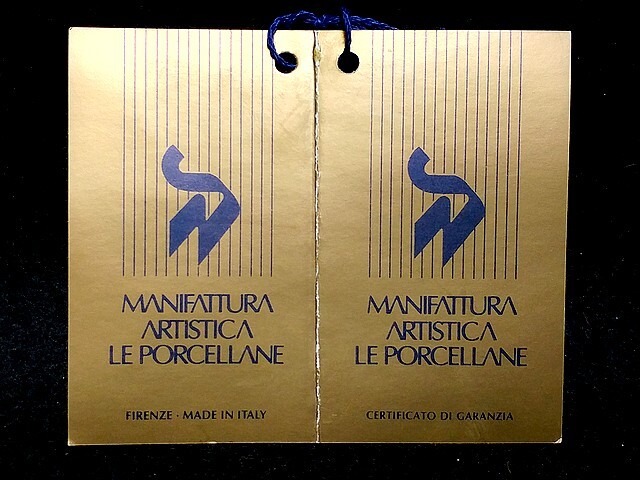 MANIFATTURA
ARTISTICA
LE PORCELLANE
FIRENZE · MADE IN ITALY
MANIFATTURA
ARTISTICA
LE PORCELLANE
CERTIFICATO DI GARANZIA